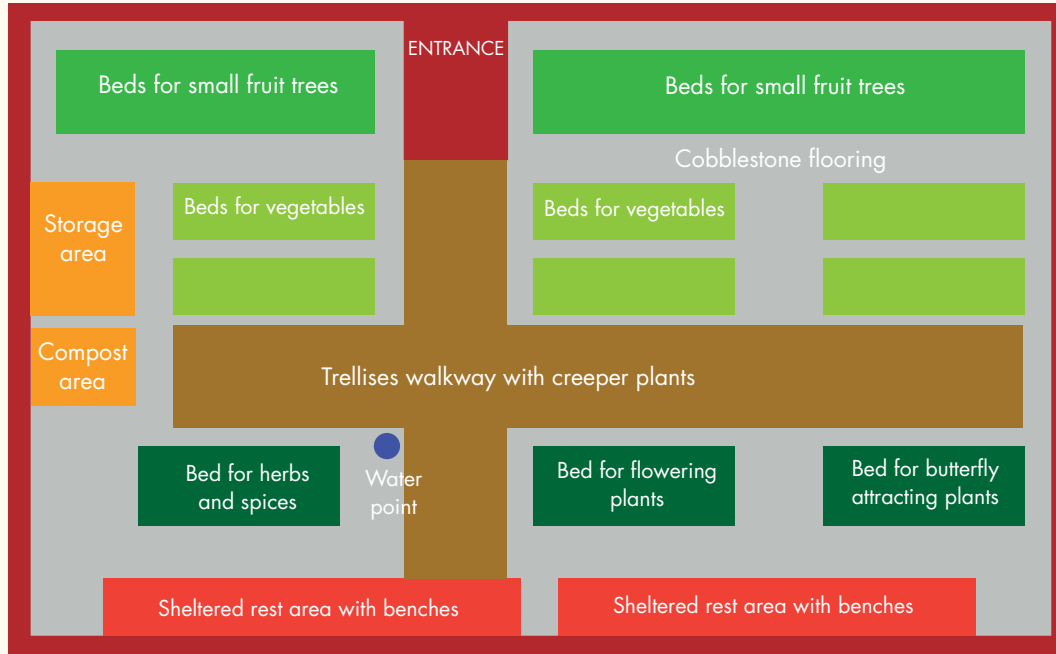 ENTRANCE
Beds for small fruit trees
Beds for small fruit trees
Cobblestone flooring
Storage
area
Beds for vegetables
Beds for vegetables
Compost
area
Trellises walkway with creeper plants
Bed for herbs
and spices
Water
point
Bed for flowering
plants
Bed for butterfly
attracting plants
Sheltered rest area with benches
Sheltered rest area with benches